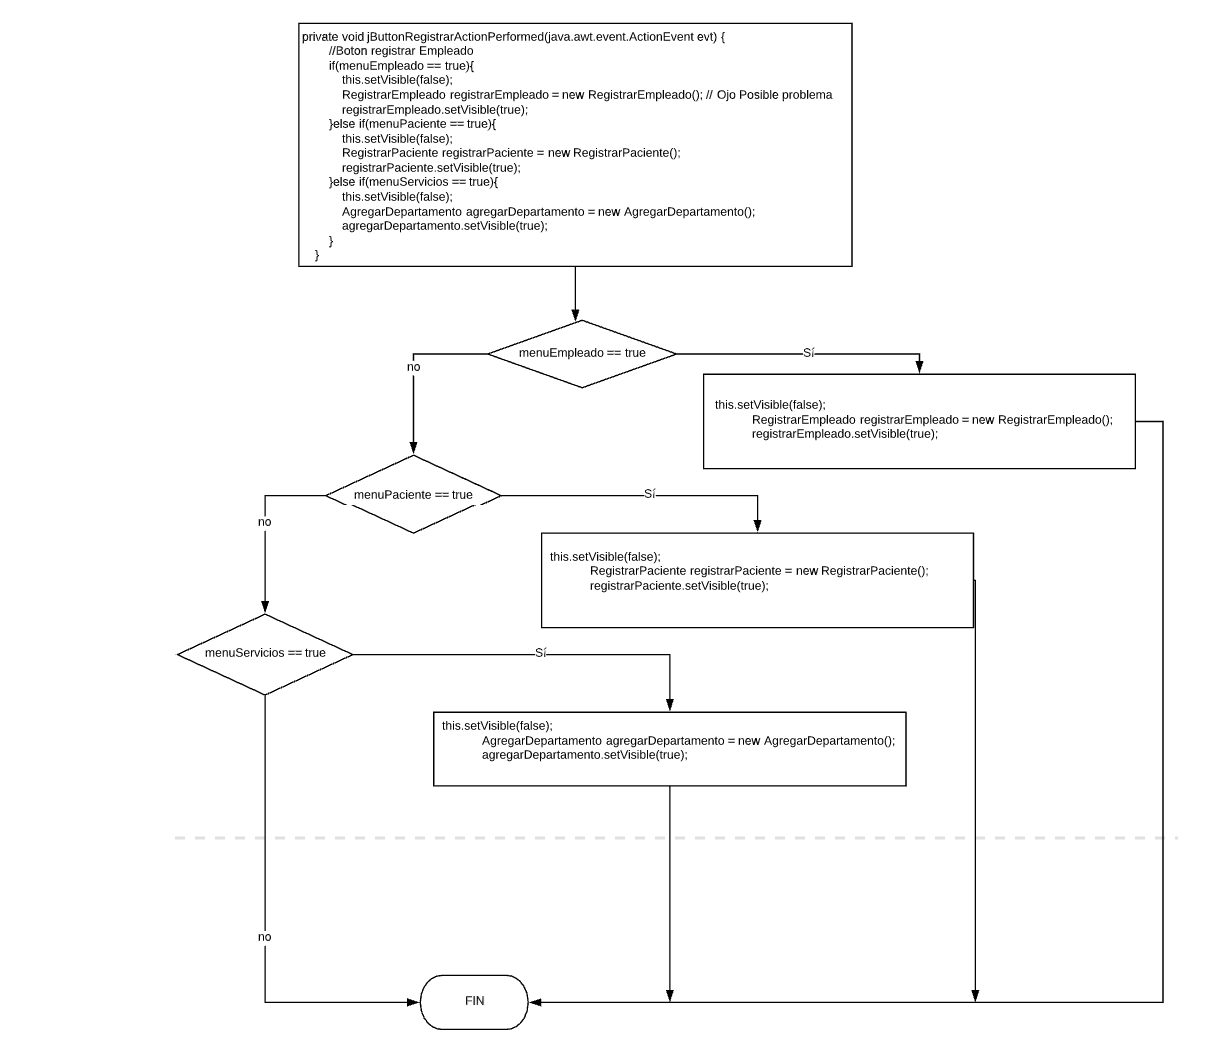 private void jButtonRegistrarActionPerformed(java.awt.event.ActionEvent evt) {
//Boton registrar Empleado
if(menuEmpleado == true){
this.setVisible(false);
RegistrarEmpleado registrarEmpleado = new RegistrarEmpleado(); // Ojo Posible problema
registrarEmpleado.setVisible(true);
}else if(menuPaciente == true){
this.setVisible(false);
RegistrarPaciente registrarPaciente = new RegistrarPaciente();
registrarPaciente.setVisible(true);
}else if(menuServicios == true){
this.setVisible(false);
AgregarDepartamento agregarDepartamento = new AgregarDepartamento();
agregarDepartamento.setVisible(true);
}
}
menuEmpleado == true
Sí
no
this.setVisible(false);
RegistrarEmpleado registrarEmpleado = new RegistrarEmpleado();
registrarEmpleado.setVisible(true);
menuPaciente == true
Sí
no
this.setVisible(false);
RegistrarPaciente registrarPaciente = new RegistrarPaciente();
registrarPaciente.setVisible(true);
menuServicios == true
Sí
this.setVisible(false);
AgregarDepartamento agregarDepartamento = new AgregarDepartamento();
agregarDepartamento.setVisible(true);
no
FIN